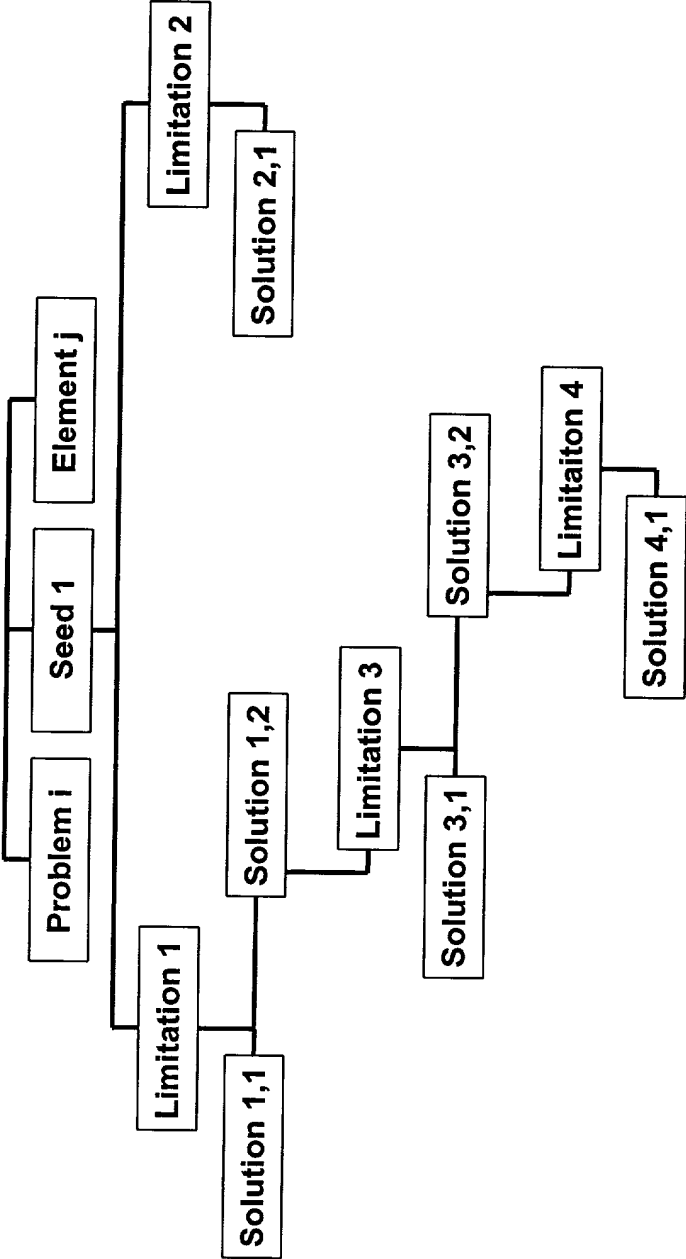 Problem i
Seed 1
Element j
Limitation 1
Limitation 2
Solution 1,1
Solution 1,2
Solution 2,1
Limitation 3
Solution 3,1
Solution 3,2
Limitaiton 4
Solution 4,1